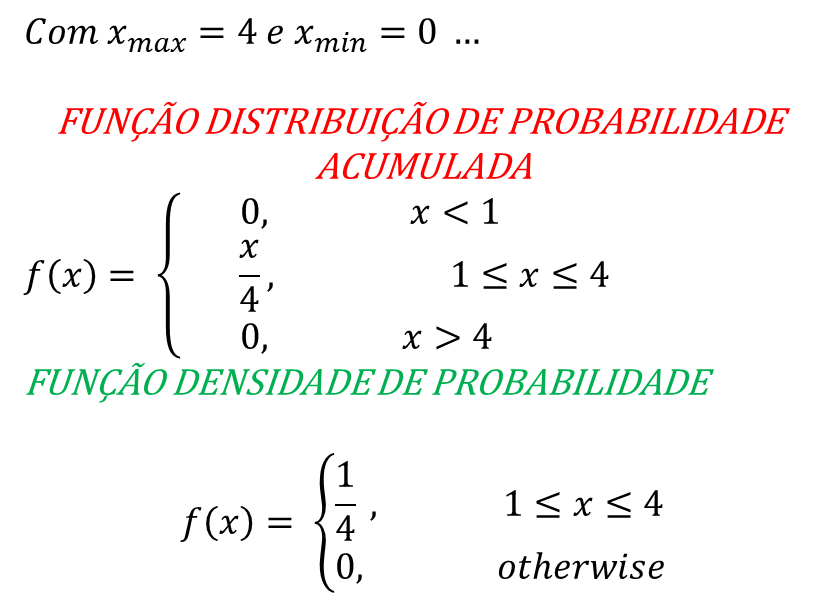 Com x_max = 4 e x_min = 0 ...
FUNÇÃO DISTRIBUIÇÃO DE PROBABILIDADE
ACUMULADA
f(x) = { 0, x < 1
x/4, 1 ≤ x ≤ 4
0, x > 4
FUNÇÃO DENSIDADE DE PROBABILIDADE
f(x) = { 1/4 , 1 ≤ x ≤ 4
0, otherwise